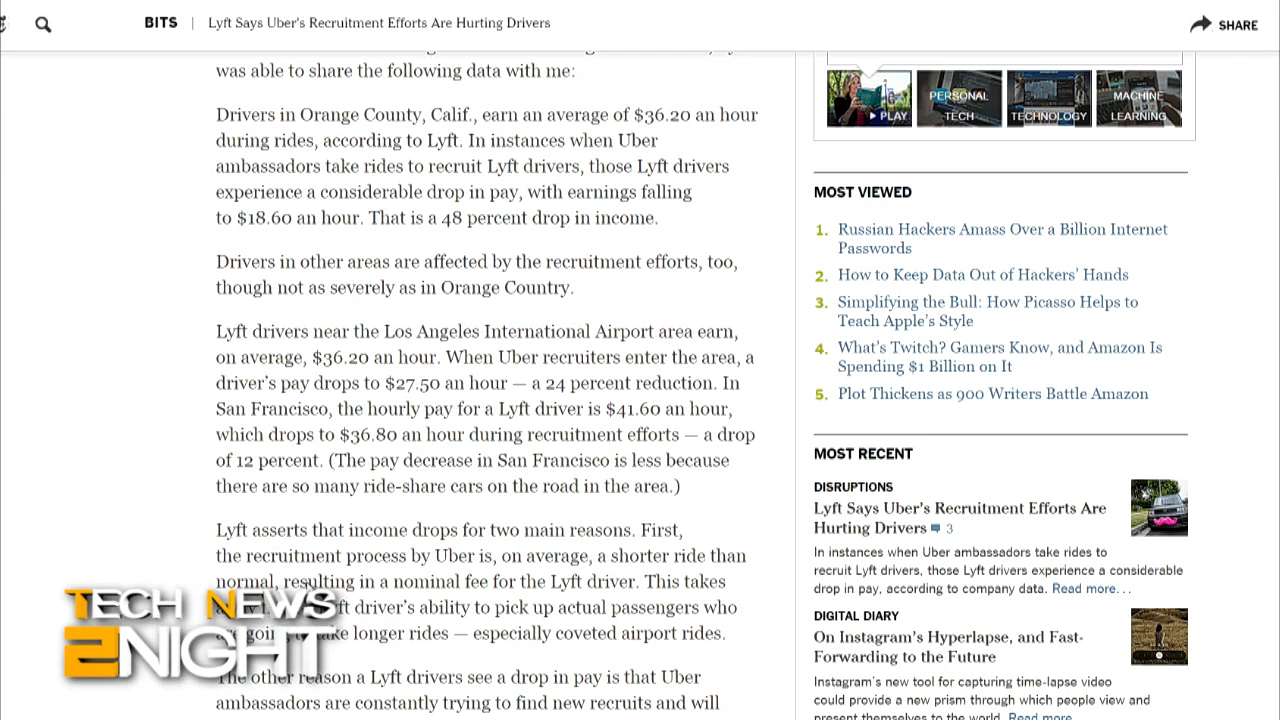 BITS | Lyft Says Uber's Recruitment Efforts Are Hurting Drivers
SHARE
was able to share the following data with me:
Drivers in Orange County, Calif., earn an average of $36.20 an hour
during rides, according to Lyft. In instances when Uber
ambassadors take rides to recruit Lyft drivers, those Lyft drivers
experience a considerable drop in pay, with earnings falling
to $18.60 an hour. That is a 48 percent drop in income.
Drivers in other areas are affected by the recruitment efforts, too,
though not as severely as in Orange Country.
Lyft drivers near the Los Angeles International Airport area earn,
on average, $36.20 an hour. When Uber recruiters enter the area, a
driver's pay drops to $27.50 an hour — a 24 percent reduction. In
San Francisco, the hourly pay for a Lyft driver is $41.60 an hour,
which drops to $36.80 an hour during recruitment efforts — a drop
of 12 percent. (The pay decrease in San Francisco is less because
there are so many ride-share cars on the road in the area.)
Lyft asserts that income drops for two main reasons. First,
the recruitment process by Uber is, on average, a shorter ride than
normal, resulting in a nominal fee for the Lyft driver. This takes
driver's ability to pick up actual passengers who
longer rides — especially coveted airport rides.
The other reason a Lyft drivers see a drop in pay is that Uber
ambassadors are constantly trying to find new recruits and will
TECH NEWS
2NIGHT
PLAY
PERSONAL
TECH
TECHNOLOGY
MACHINE
LEARNING
MOST VIEWED
1. Russian Hackers Amass Over a Billion Internet
Passwords
2. How to Keep Data Out of Hackers' Hands
3. Simplifying the Bull: How Picasso Helps to
Teach Apple's Style
4. What's Twitch? Gamers Know, and Amazon Is
Spending $1 Billion on It
5. Plot Thickens as 900 Writers Battle Amazon
MOST RECENT
DISRUPTIONS
Lyft Says Uber's Recruitment Efforts Are
Hurting Drivers 3
In instances when Uber ambassadors take rides to
recruit Lyft drivers, those Lyft drivers experience a considerable
drop in pay, according to company data. Read more...
DIGITAL DIARY
On Instagram's Hyperlapse, and Fast-
Forwarding to the Future
Instagram's new tool for capturing time-lapse video
could provide a new prism through which people view and
present themselves to the world. Read more